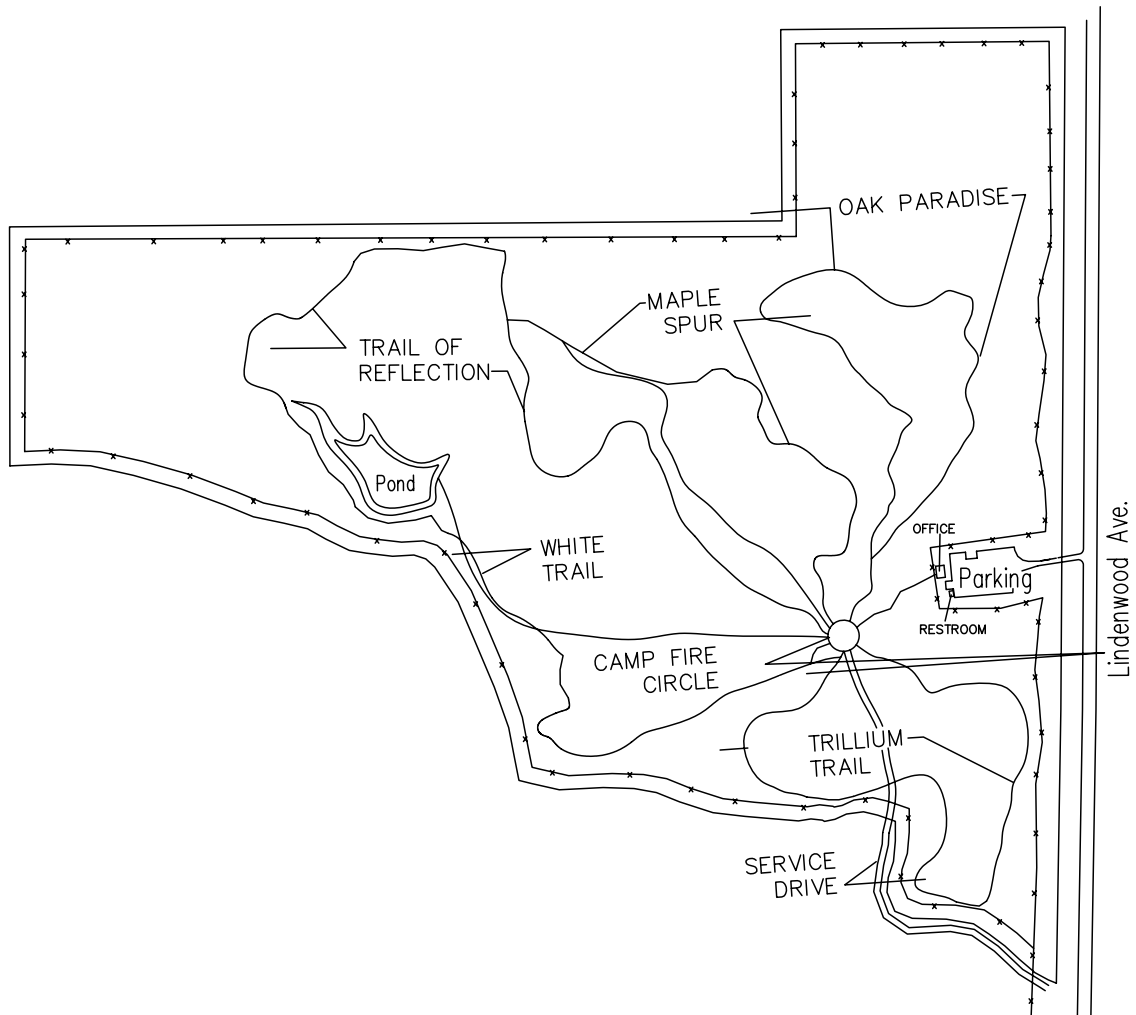 OAK PARADISE
MAPLE
SPUR
TRAIL OF
REFLECTION
Pond
WHITE
TRAIL
OFFICE
Parking
RESTROOM
Lindenwood Ave.
CAMP FIRE
CIRCLE
TRILLIUM
TRAIL
SERVICE
DRIVE